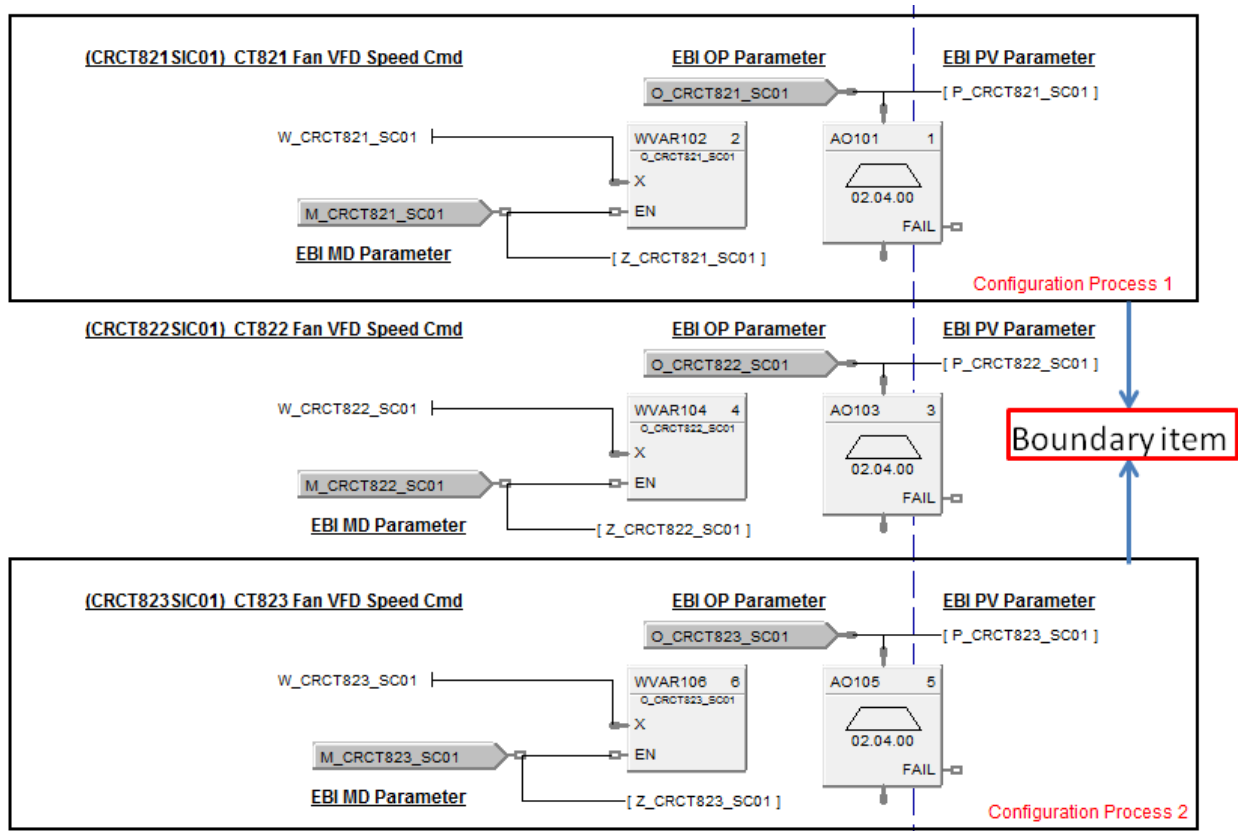 (CRCT821SIC01) CT821 Fan VFD Speed Cmd
EBI OP Parameter
EBI PV Parameter
O_CRCT821_SC01
[ P_CRCT821_SC01 ]
W_CRCT821_SC01
WVAR102 2
O_CRCT821_SC01
X
EN
AO101 1
02.04.00
FAIL
M_CRCT821_SC01
EBI MD Parameter
[ Z_CRCT821_SC01 ]
Configuration Process 1
(CRCT822SIC01) CT822 Fan VFD Speed Cmd
EBI OP Parameter
EBI PV Parameter
O_CRCT822_SC01
[ P_CRCT822_SC01 ]
W_CRCT822_SC01
WVAR104 4
O_CRCT822_SC01
X
EN
AO103 3
02.04.00
FAIL
Boundary item
M_CRCT822_SC01
EBI MD Parameter
[ Z_CRCT822_SC01 ]
(CRCT823SIC01) CT823 Fan VFD Speed Cmd
EBI OP Parameter
EBI PV Parameter
O_CRCT823_SC01
[ P_CRCT823_SC01 ]
W_CRCT823_SC01
WVAR106 6
O_CRCT823_SC01
X
EN
AO105 5
02.04.00
FAIL
M_CRCT823_SC01
EBI MD Parameter
[ Z_CRCT823_SC01 ]
Configuration Process 2